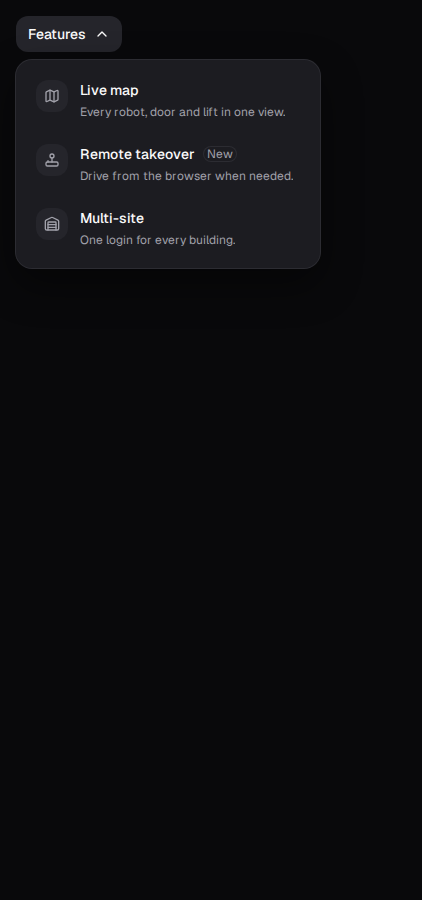 Features
Live map
Every robot, door and lift in one view.
Remote takeover New
Drive from the browser when needed.
Multi-site
One login for every building.